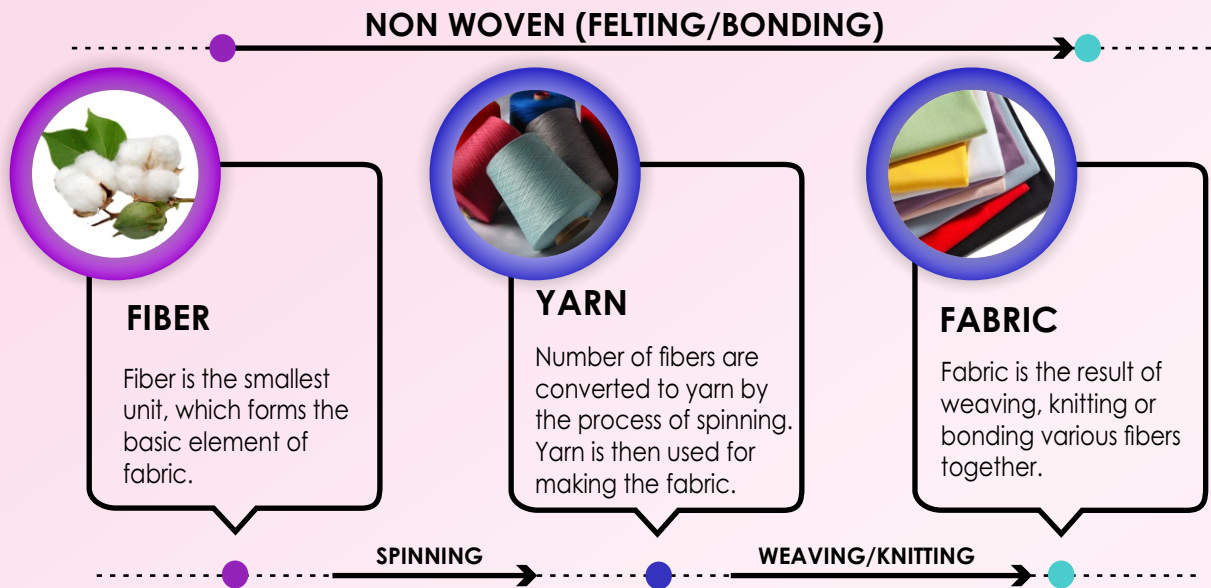 NON WOVEN (FELTING/BONDING)
FIBER
Fiber is the smallest
unit, which forms the
basic element of
fabric.
YARN
Number of fibers are
converted to yarn by
the process of spinning.
Yarn is then used for
making the fabric.
FABRIC
Fabric is the result of
weaving, knitting or
bonding various fibers
together.
SPINNING
WEAVING/KNITTING